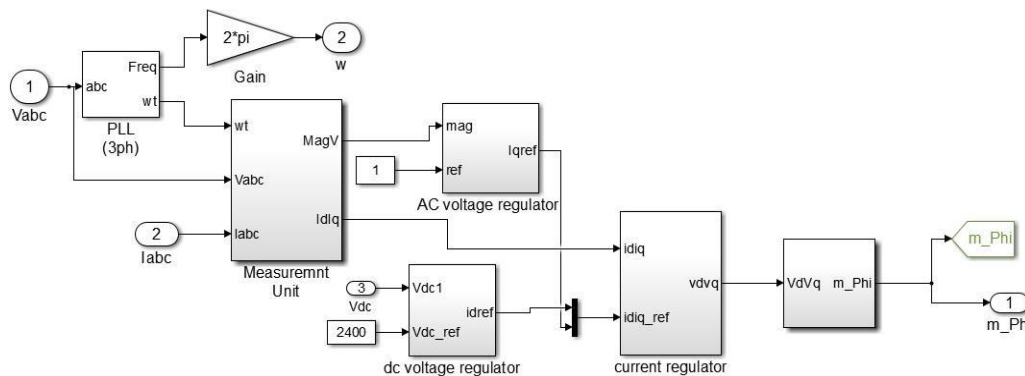 2*pi
2
w
Gain
1
Vabc
abc
Freq
wt
PLL
(3ph)
wt
MagV
Vabc
IdIq
Iabc
Measuremnt
Unit
2
Iabc
mag
Iqref
ref
1
AC voltage regulator
3
Vdc
Vdc1
idref
2400
Vdc_ref
dc voltage regulator
idiq
vdvq
idiq_ref
current regulator
VdVq
m_Phi
m_Phi
1
m_Ph